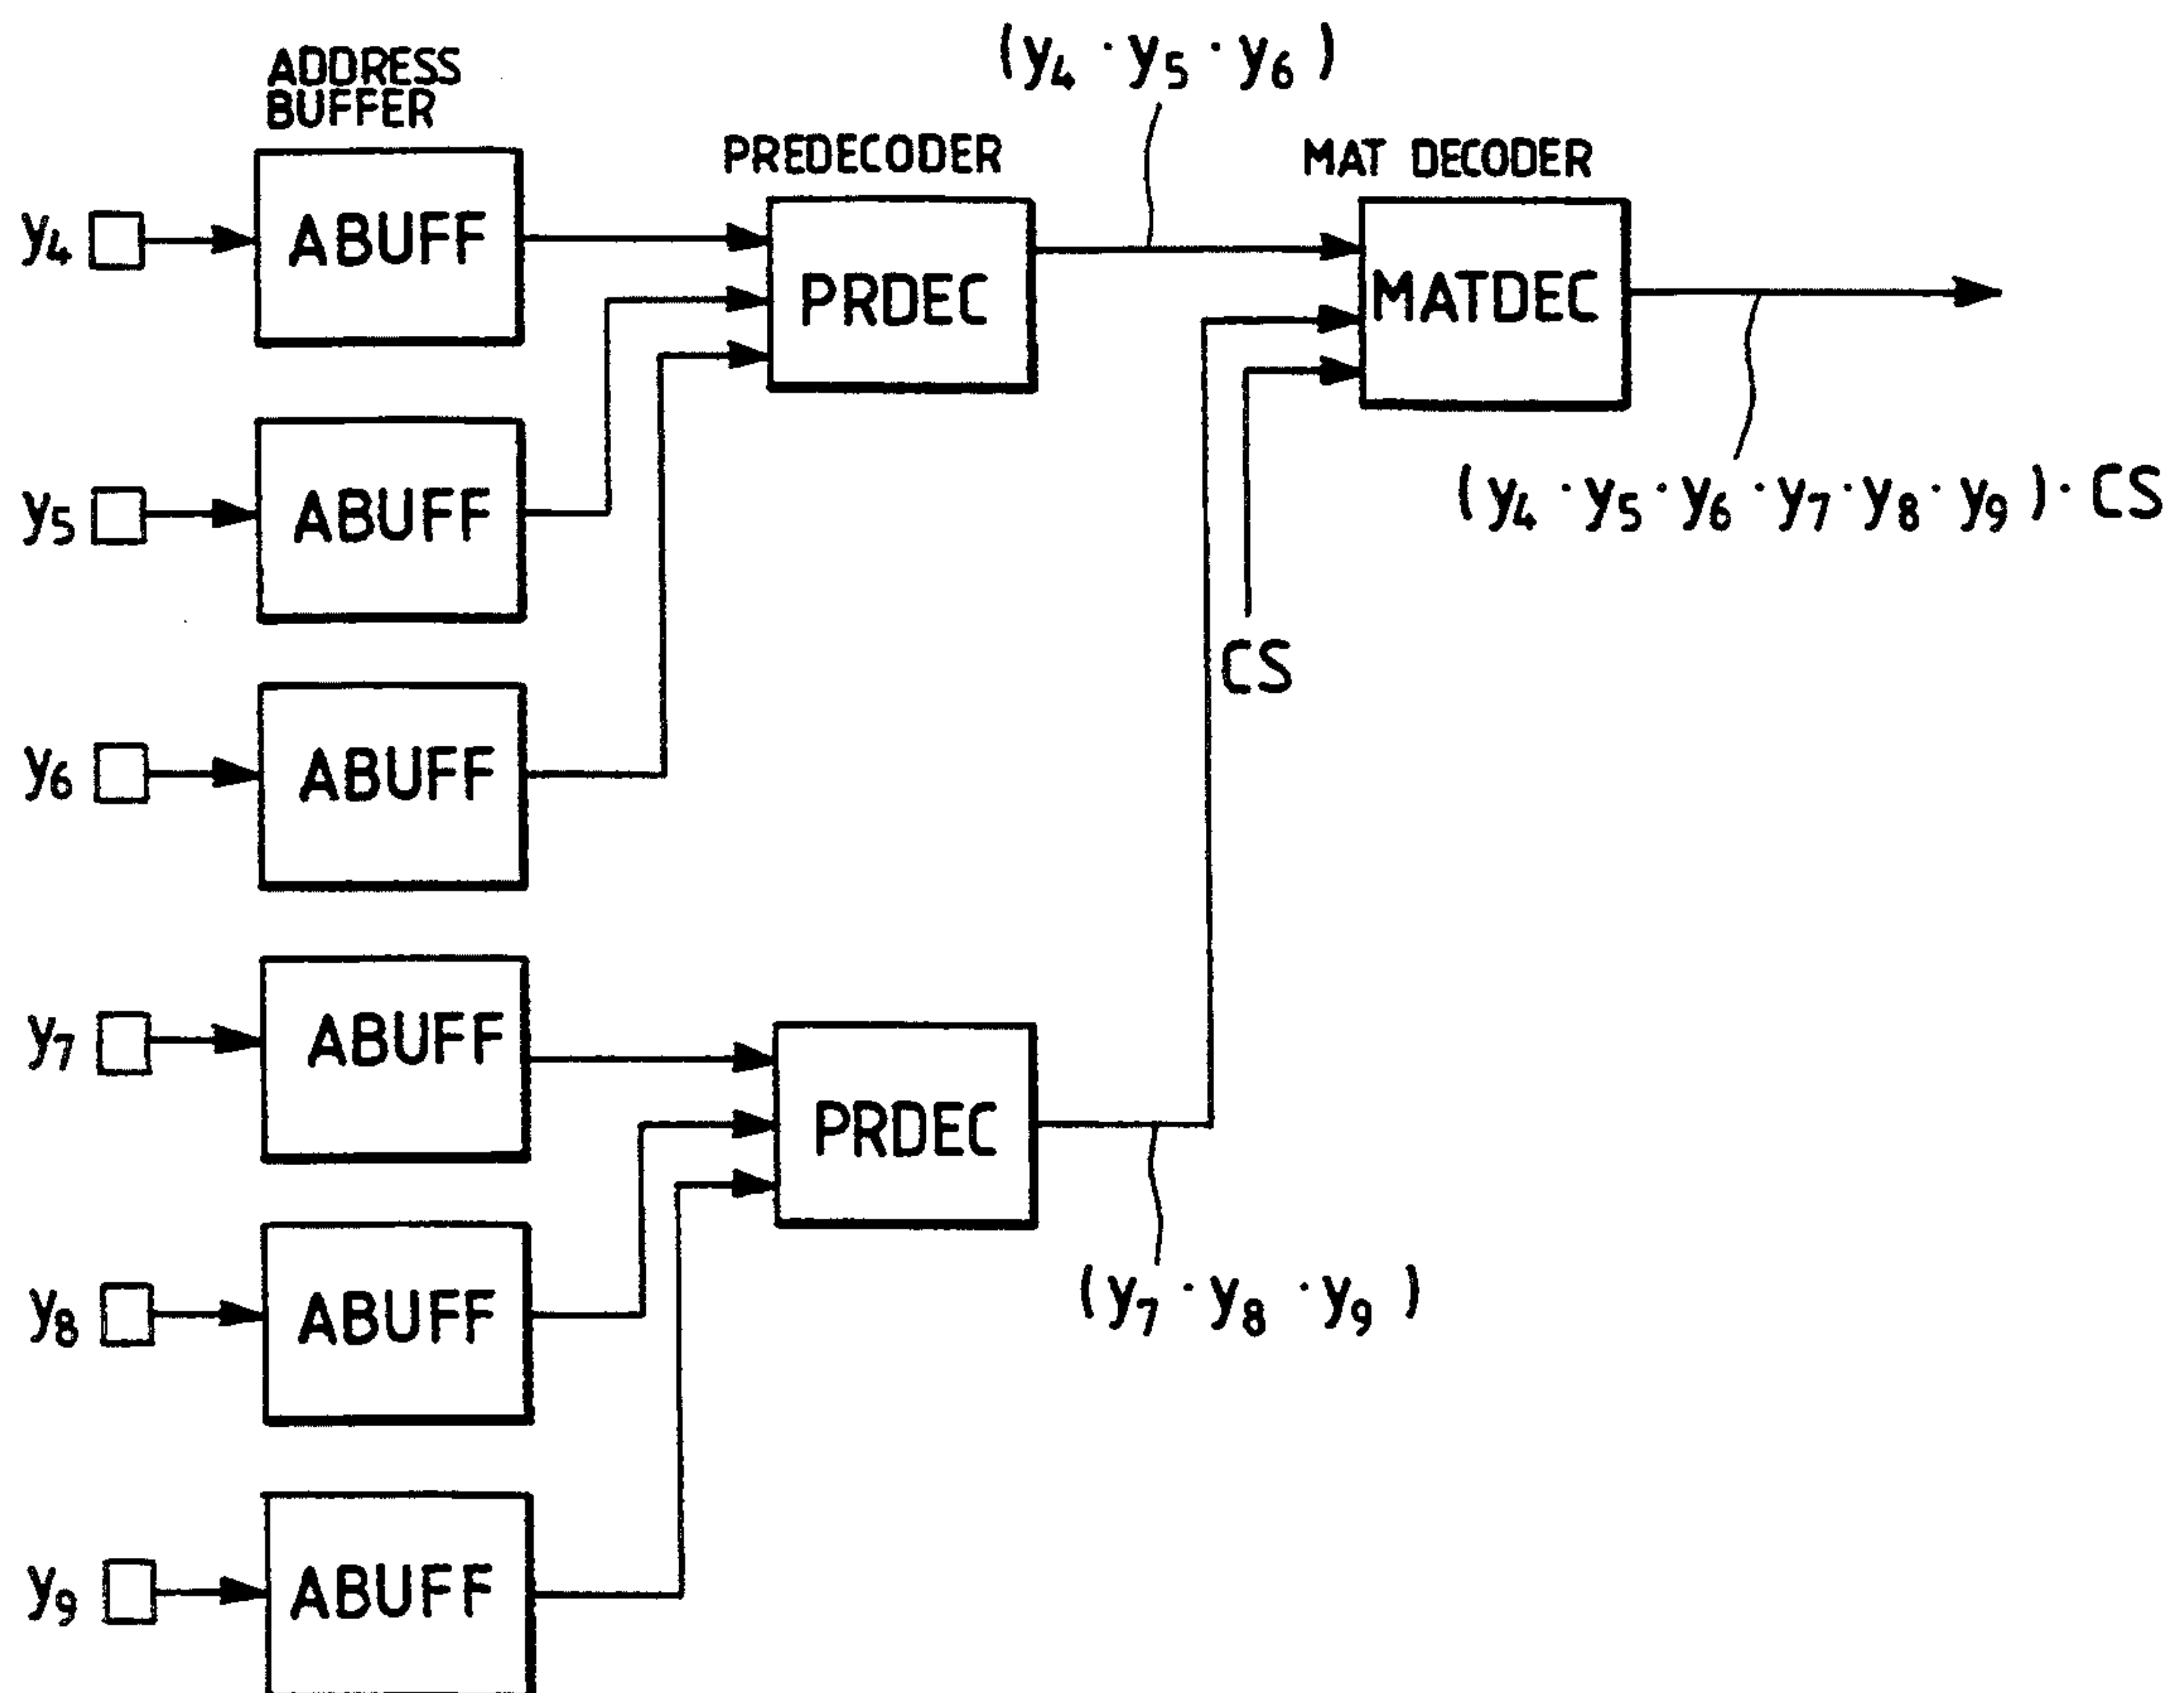 (y4 · y5 · y6)
ADDRESS
BUFFER
PREDECODER
MAT DECODER
y4
ABUFF
PRDEC
MATDEC
(y4 · y5 · y6 · y7 · y8 · y9) · CS
y5
ABUFF
CS
y6
ABUFF
y7
ABUFF
PRDEC
(y7 · y8 · y9)
y8
ABUFF
y9
ABUFF